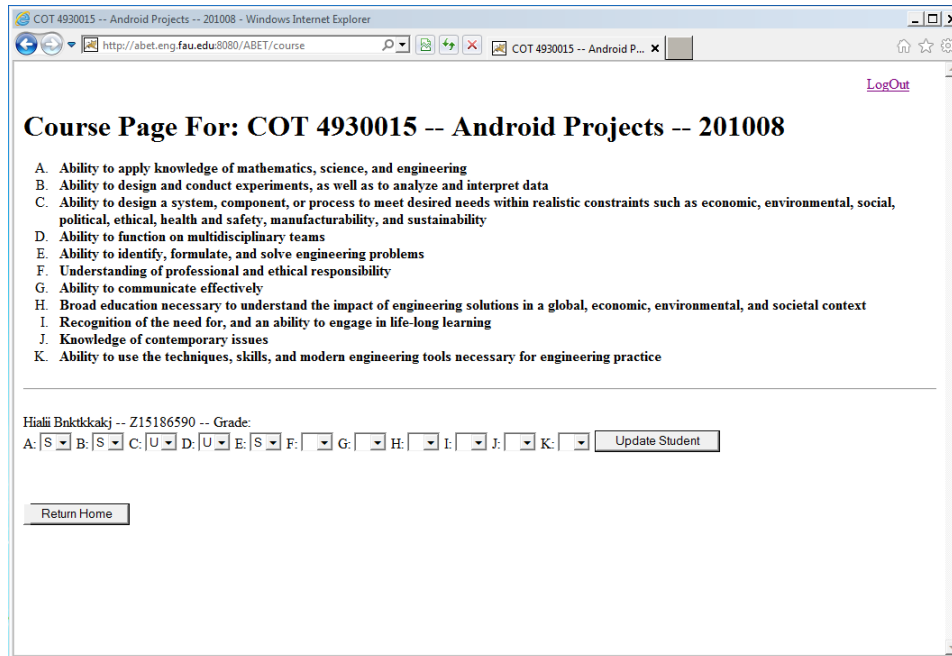 COT 4930015 -- Android Projects -- 201008 - Windows Internet Explorer
http://abet.eng.fau.edu:8080/ABET/course
COT 4930015 -- Android P...
LogOut
Course Page For: COT 4930015 -- Android Projects -- 201008
A. Ability to apply knowledge of mathematics, science, and engineering
B. Ability to design and conduct experiments, as well as to analyze and interpret data
C. Ability to design a system, component, or process to meet desired needs within realistic constraints such as economic, environmental, social,
political, ethical, health and safety, manufacturability, and sustainability
D. Ability to function on multidisciplinary teams
E. Ability to identify, formulate, and solve engineering problems
F. Understanding of professional and ethical responsibility
G. Ability to communicate effectively
H. Broad education necessary to understand the impact of engineering solutions in a global, economic, environmental, and societal context
I. Recognition of the need for, and an ability to engage in life-long learning
J. Knowledge of contemporary issues
K. Ability to use the techniques, skills, and modern engineering tools necessary for engineering practice
Hialii Bnktkkakj -- Z15186590 -- Grade:
A: S B: S C: U D: U E: S F: G: H: I: J: K: Update Student
Return Home